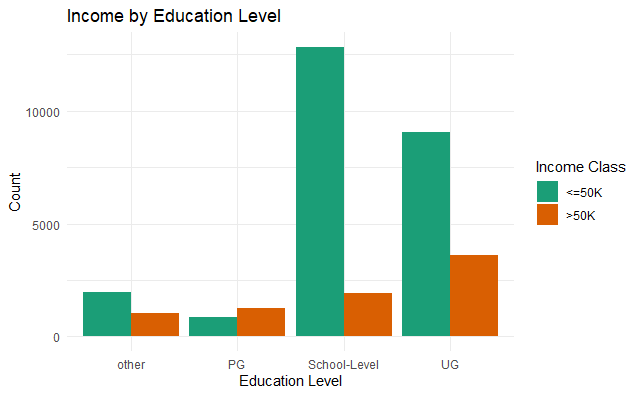 Income by Education Level
Count
10000
5000
0
other
PG
School-Level
UG
Education Level
Income Class
<=50K
>50K